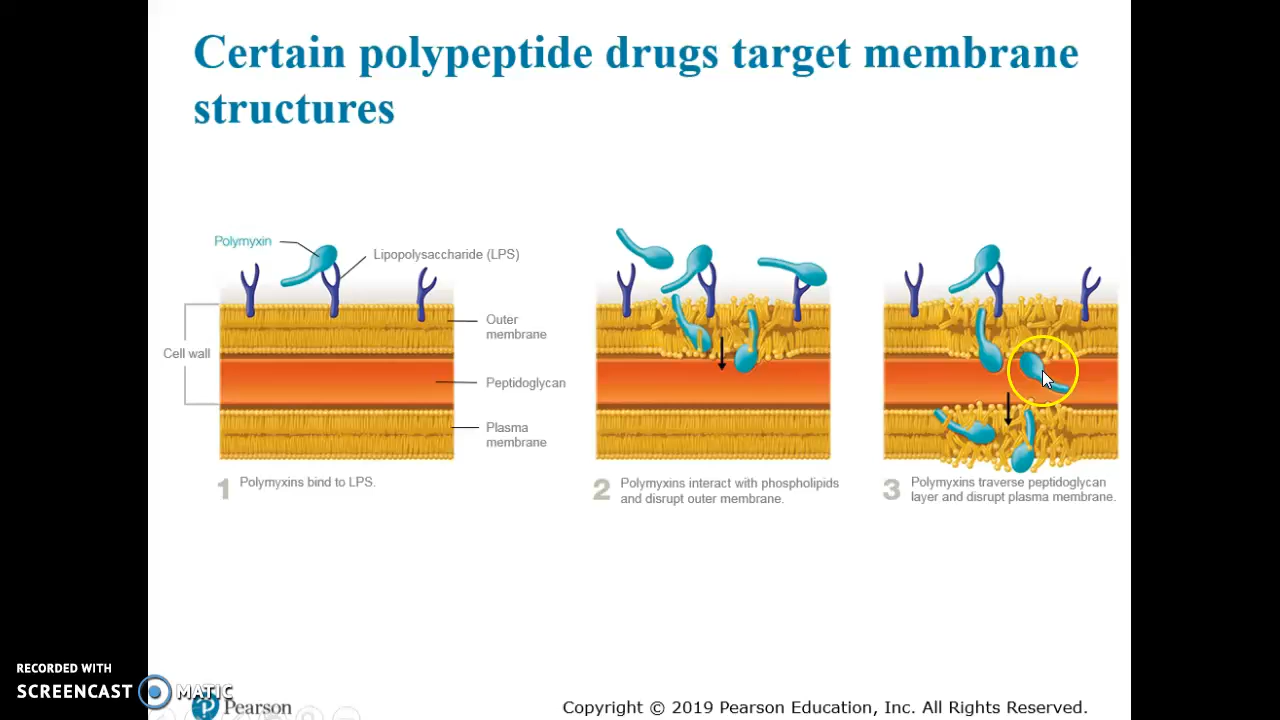 Certain polypeptide drugs target membrane
structures
Polymyxin
Lipopolysaccharide (LPS)
Outer
membrane
Cell wall
Peptidoglycan
Plasma
membrane
1 Polymyxins bind to LPS.
2 Polymyxins interact with phospholipids
and disrupt outer membrane.
3 Polymyxins traverse peptidoglycan
layer and disrupt plasma membrane.
RECORDED WITH
SCREENCAST MATIC
P Pearson
Copyright © 2019 Pearson Education, Inc. All Rights Reserved.